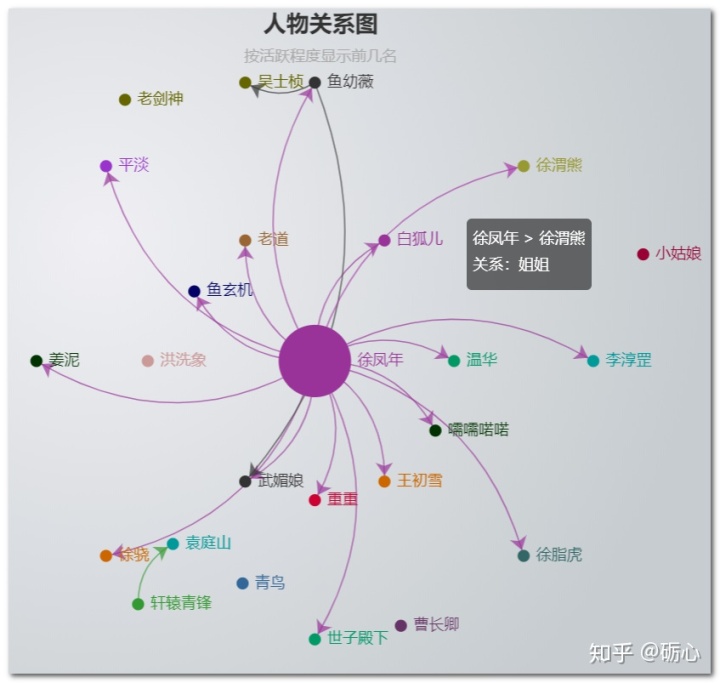 人物关系图
按活跃程度显示前几名
吴士桢
鱼幼薇
老剑神
平淡
徐渭熊
老道
白狐儿
徐凤年 > 徐渭熊
关系：姐姐
小姑娘
鱼玄机
姜泥
洪洗象
徐凤年
温华
李淳罡
嚅嚅喏喏
武媚娘
王初雪
重重
徐骁
袁庭山
徐脂虎
青鸟
轩辕青锋
曹长卿
世子殿下
知乎 @砺心